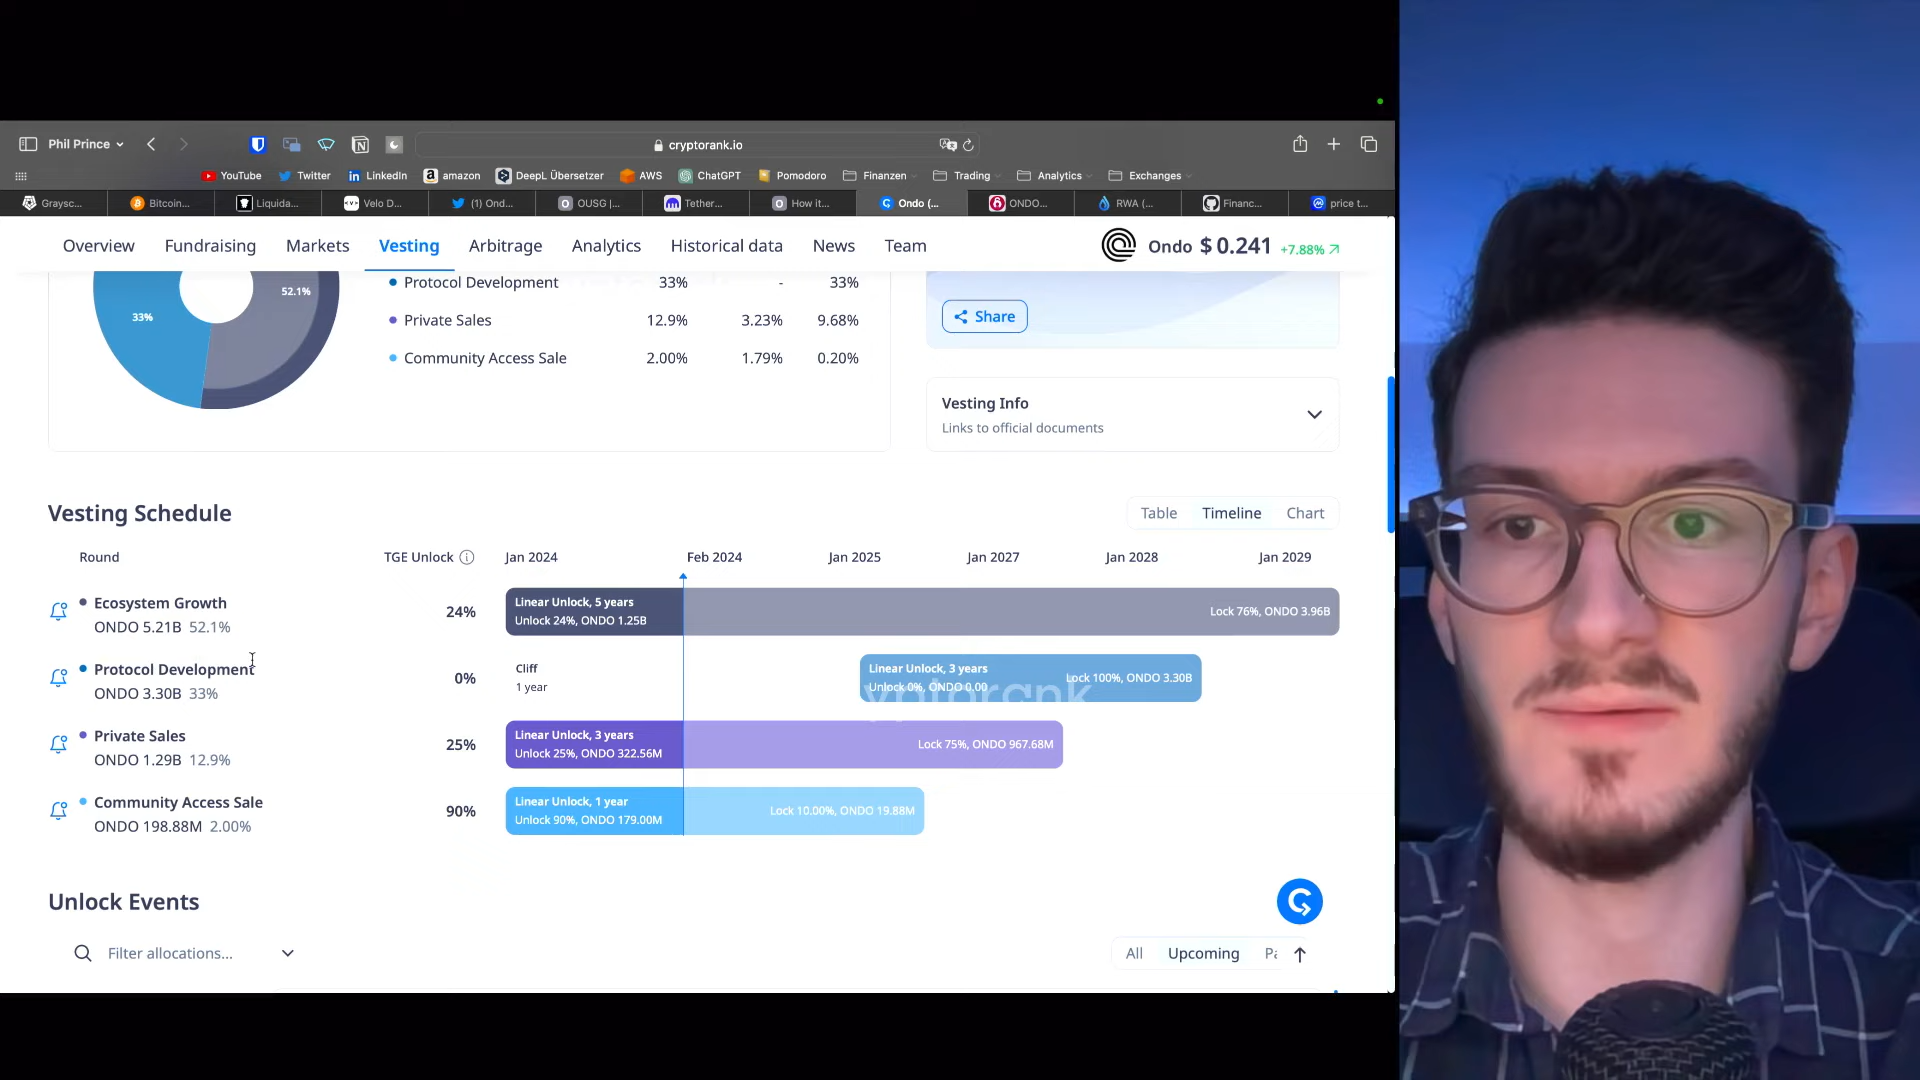 Phil Prince
cryptorank.io
YouTube Twitter LinkedIn amazon DeepL Übersetzer AWS ChatGPT Pomodoro Finanzen Trading Analytics Exchanges
Graysc... Bitcoin... Liquida... Velo D... (1) Ond... OUSG |... Tether... How it... Ondo (... ONDO... RWA (... Financ... price t...
Overview Fundraising Markets Vesting Arbitrage Analytics Historical data News Team Ondo $ 0.241 +7.88%
Protocol Development 33% - 33%
52.1%
33%
Private Sales 12.9% 3.23% 9.68%
Community Access Sale 2.00% 1.79% 0.20%
Share
Vesting Info
Links to official documents
Vesting Schedule
Table Timeline Chart
Round TGE Unlock Jan 2024 Feb 2024 Jan 2025 Jan 2027 Jan 2028 Jan 2029
Ecosystem Growth
ONDO 5.21B 52.1%
24%
Linear Unlock, 5 years
Unlock 24%, ONDO 1.25B
Lock 76%, ONDO 3.96B
Protocol Development
ONDO 3.30B 33%
0%
Cliff
1 year
Linear Unlock, 3 years
Unlock 0%, ONDO 0.00
Lock 100%, ONDO 3.30B
yptorank
Private Sales
ONDO 1.29B 12.9%
25%
Linear Unlock, 3 years
Unlock 25%, ONDO 322.56M
Lock 75%, ONDO 967.68M
Community Access Sale
ONDO 198.88M 2.00%
90%
Linear Unlock, 1 year
Unlock 90%, ONDO 179.00M
Lock 10.00%, ONDO 19.88M
Unlock Events
Filter allocations...
All Upcoming Pa